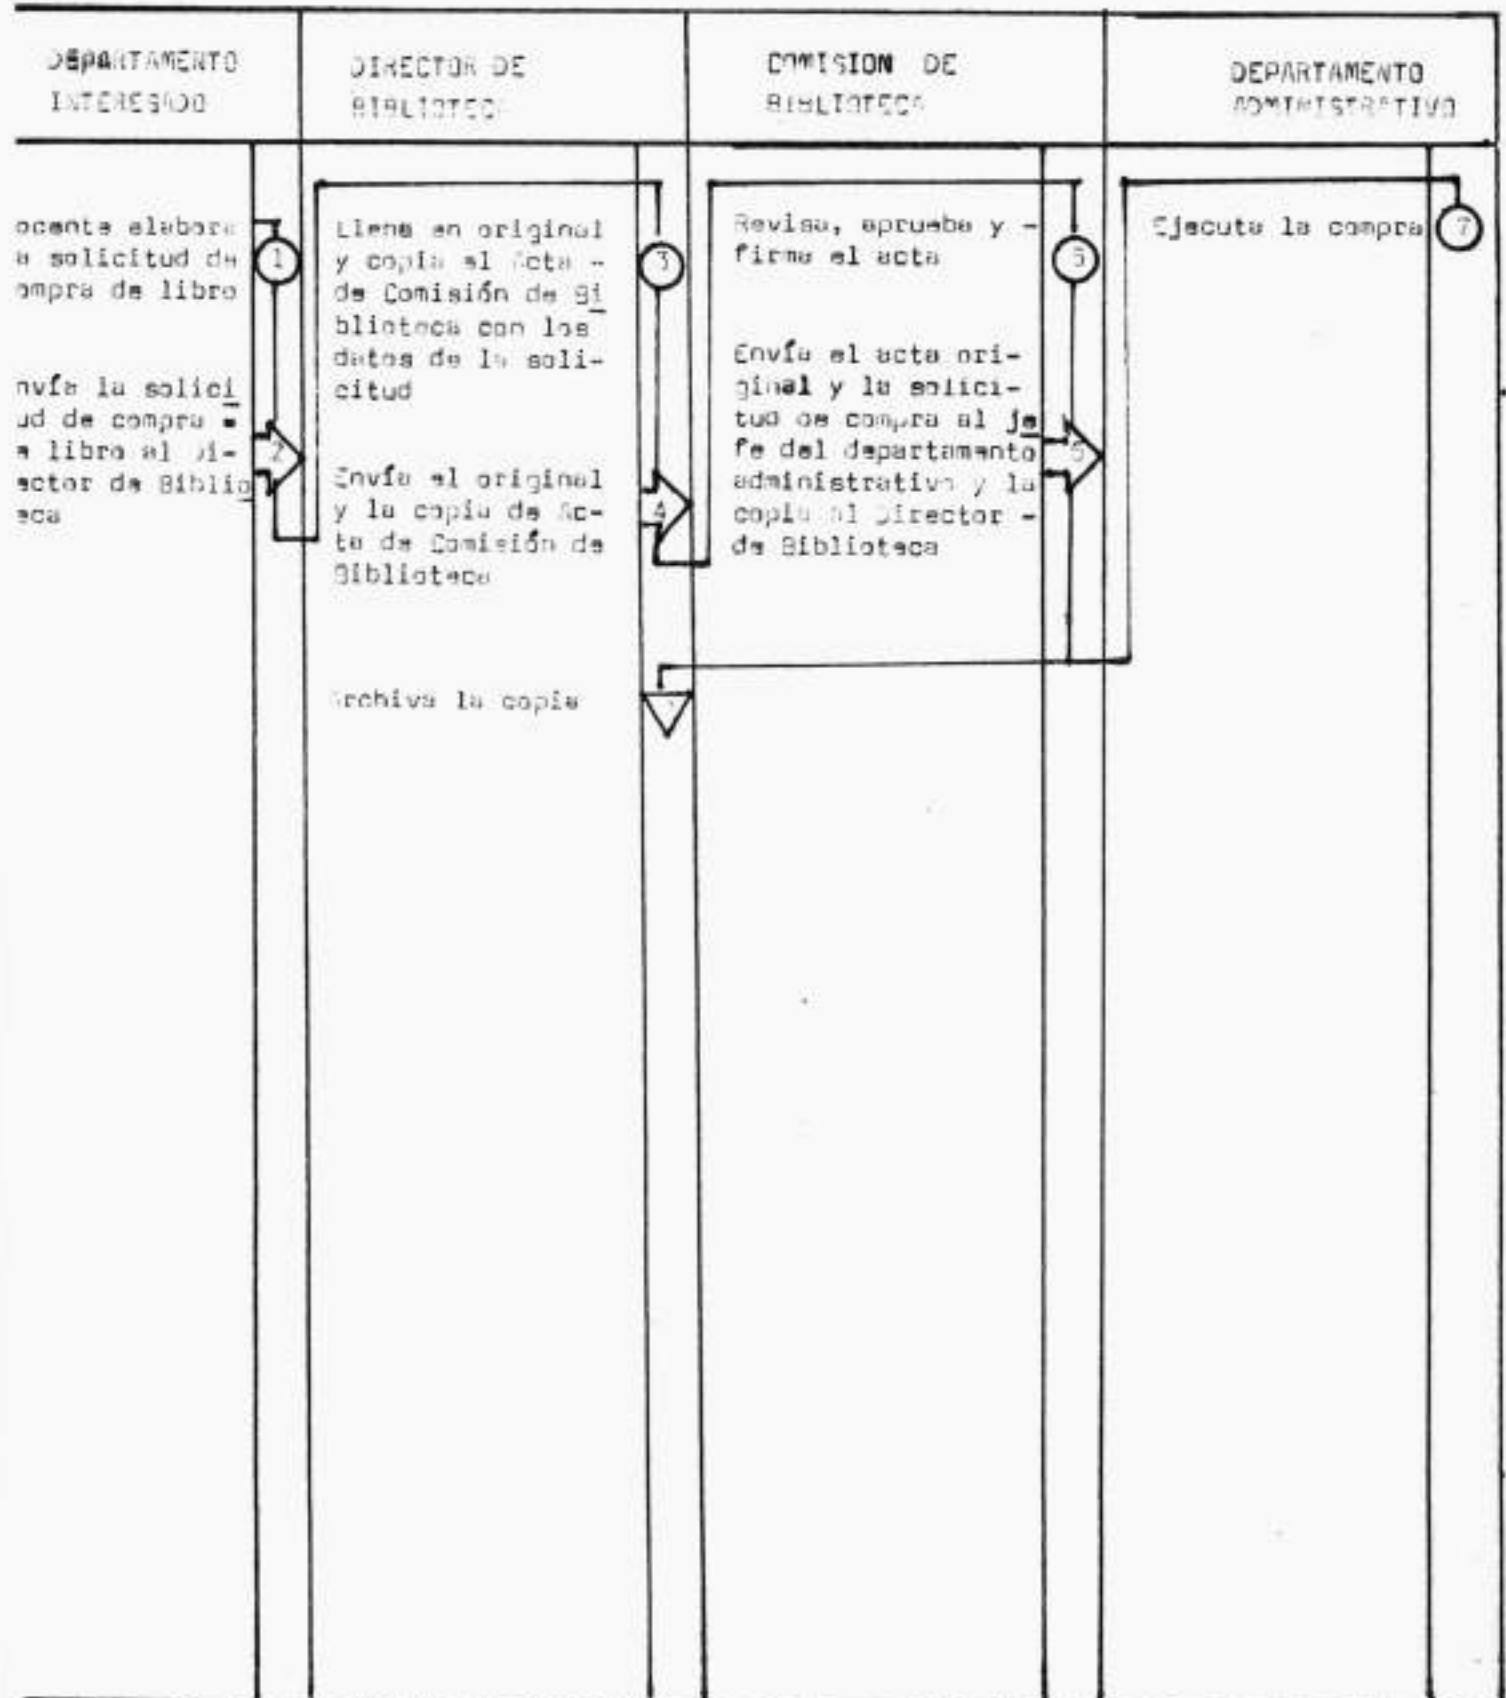 DEPARTAMENTO
INTERESADO
DIRECTOR DE
BIBLIOTECA
COMISION DE
BIBLIOTECA
DEPARTAMENTO
ADMINISTRATIVO
ocente elabora
a solicitud de
ompra de libro
1
nvía la solici
ud de compra -
e libro al Di-
ector de Biblio
eca
2
Llena en original
y copia el Acta -
de Comisión de Bi
blioteca con los
datos de la soli-
citud
3
Envía el original
y la copia de Ac-
ta de Comisión de
Biblioteca
4
Archiva la copia
Revisa, aprueba y -
firma el acta
5
Envía el acta ori-
ginal y la solici-
tud de compra al je
fe del departamento
administrativo y la
copia al Director -
de Biblioteca
6
Ejecuta la compra
7